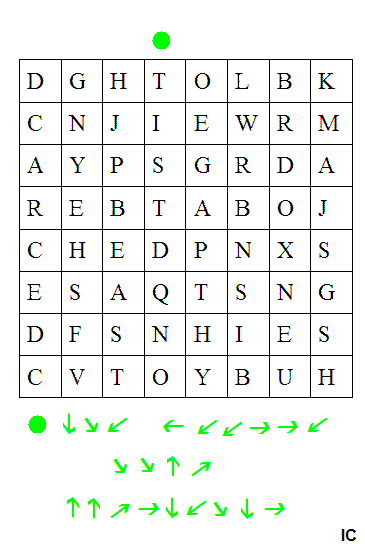 D G H T O L B K
C N J I E W R M
A Y P S G R D A
R E B T A B O J
C H E D P N X S
E S A Q T S N G
D F S N H I E S
C V T O Y B U H
IC